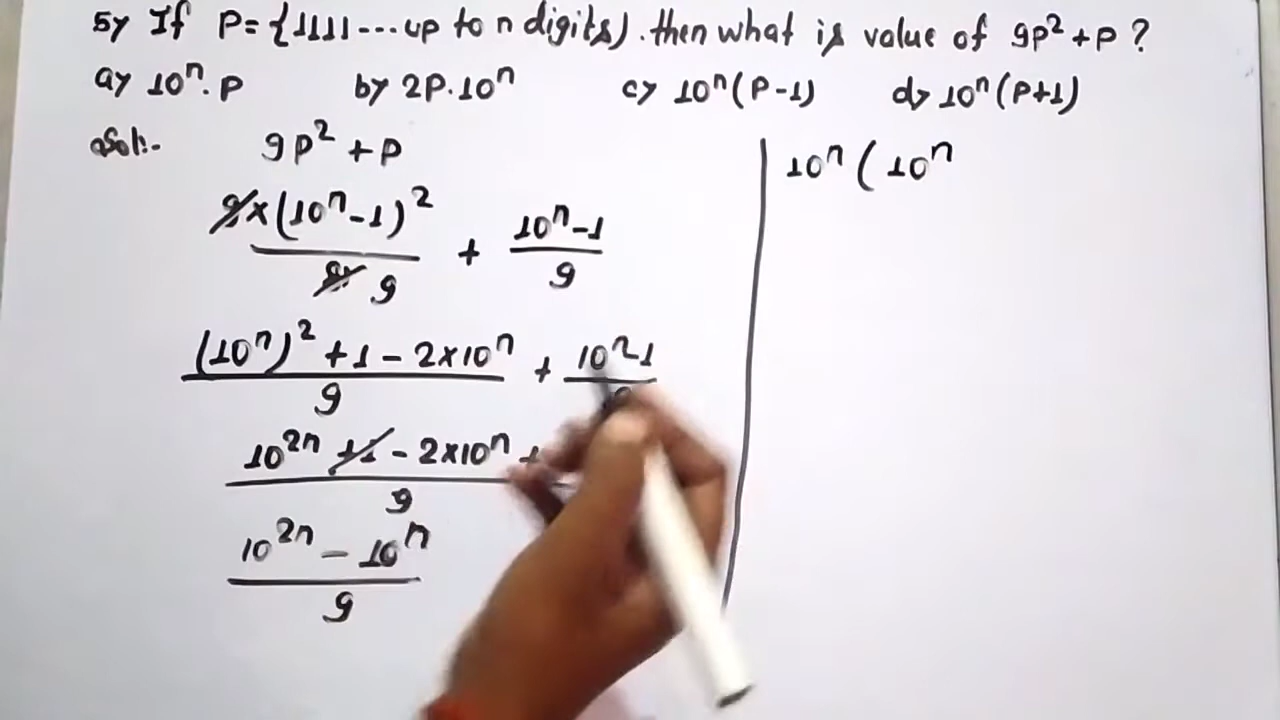 5) If P = {1111 --- up to n digits). then what is value of 9P² + P ?
a) 10ⁿ. P b) 2P. 10ⁿ c) 10ⁿ (P-1) d) 10ⁿ (P+1)
Sol:- 9P² + P
9 × (10ⁿ - 1)² / 81 9 + 10ⁿ - 1 / 9
(10ⁿ)² + 1 - 2×10ⁿ / 9 + 10ⁿ-1
10²ⁿ + 1 - 2×10ⁿ + / 9
10²ⁿ - 10ⁿ / 9
10ⁿ ( 10ⁿ